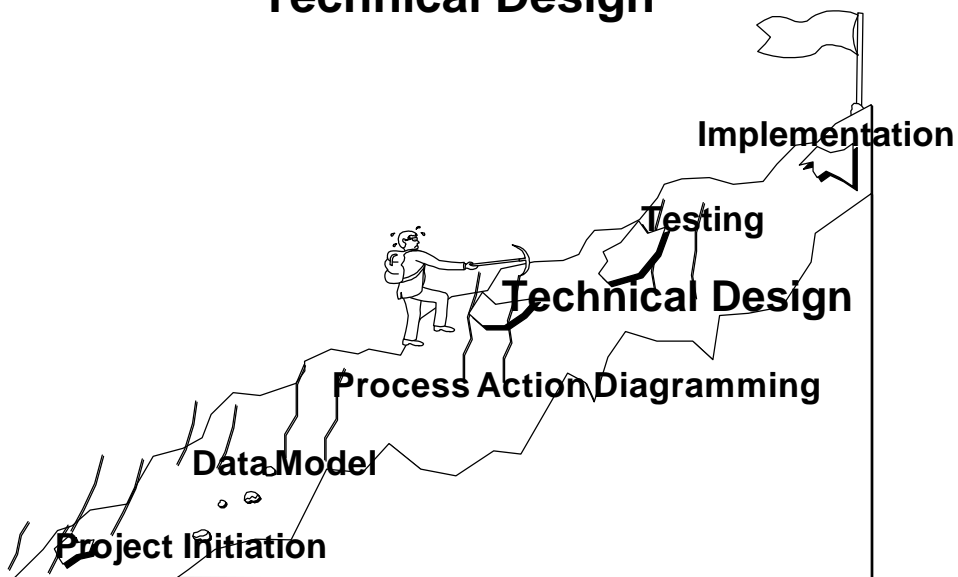 Technical Design
Implementation
Testing
Technical Design
Process Action Diagramming
Data Model
Project Initiation